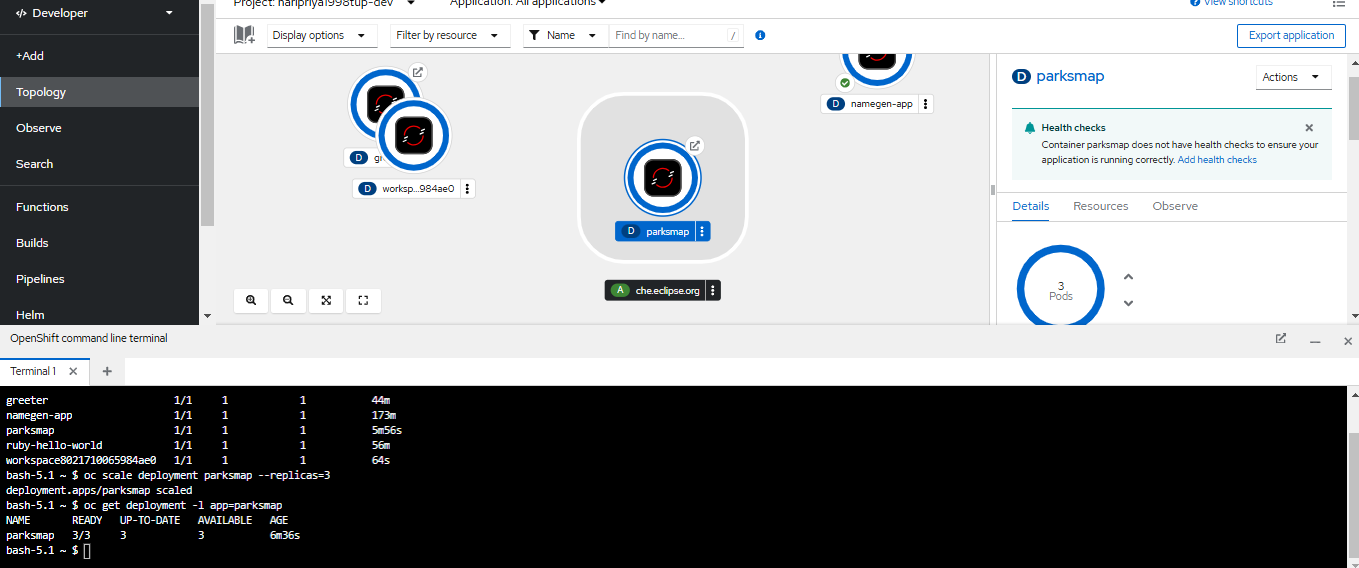 Developer
Project: haripriya1998tup-dev
Application: All applications
View shortcuts
+Add
Topology
Observe
Search
Functions
Builds
Pipelines
Helm
Display options
Filter by resource
Name
Find by name...
/
Export application
D
D worksp...984ae0
D parksmap
A che.eclipse.org
D namegen-app
D parksmap
Actions
Health checks
Container parksmap does not have health checks to ensure your
application is running correctly. Add health checks
Details Resources Observe
3
Pods
OpenShift command line terminal
Terminal 1
greeter 1/1 1 1 44m
namegen-app 1/1 1 1 173m
parksmap 1/1 1 1 5m56s
ruby-hello-world 1/1 1 1 56m
workspace8021710065984ae0 1/1 1 1 64s
bash-5.1 ~ $ oc scale deployment parksmap --replicas=3
deployment.apps/parksmap scaled
bash-5.1 ~ $ oc get deployment -l app=parksmap
NAME READY UP-TO-DATE AVAILABLE AGE
parksmap 3/3 3 3 6m36s
bash-5.1 ~ $